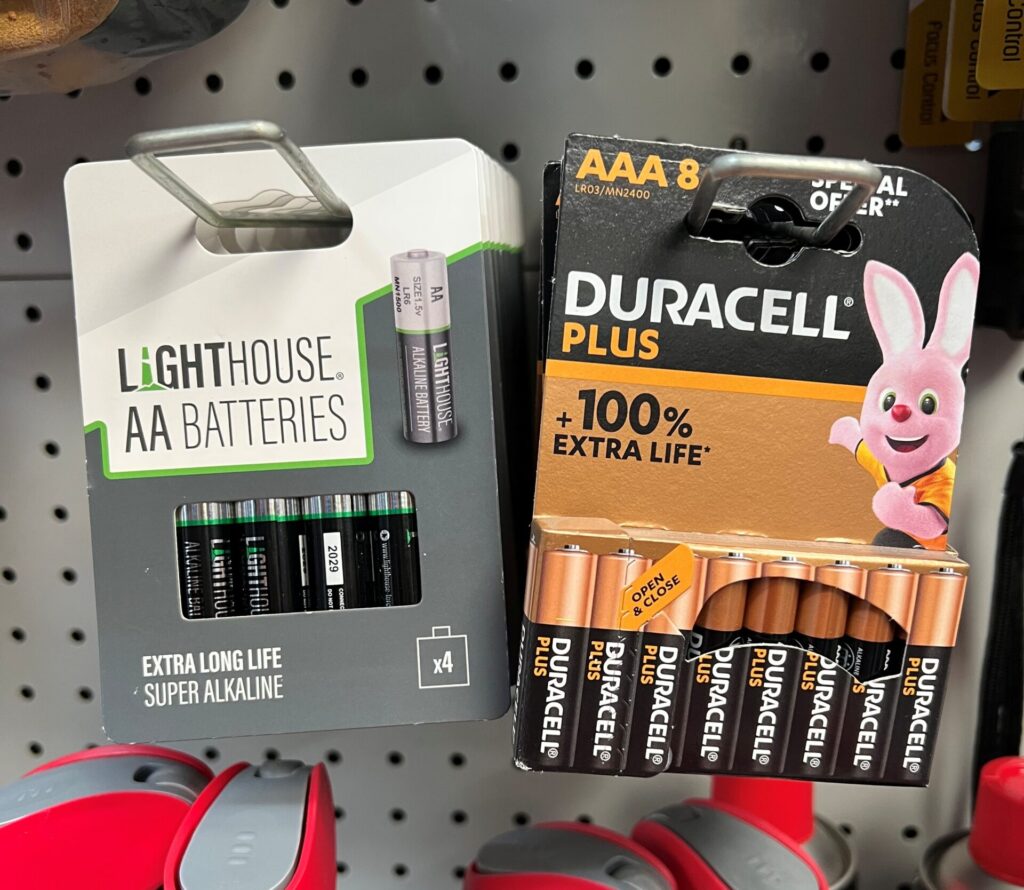 LIGHTHOUSE®
AA BATTERIES
AA
SIZE 1.5v
LR6
MN1500
LIGHTHOUSE
ALKALINE BATTERY
2029
EXTRA LONG LIFE
SUPER ALKALINE
x4
AAA 8
LR03/MN2400
SPECIAL
OFFER**
DURACELL®
PLUS
+100%
EXTRA LIFE*
OPEN
& CLOSE
DURACELL®
PLUS
DURACELL®
PLUS
DURACELL®
PLUS
DURACELL®
PLUS
DURACELL®
PLUS
DURACELL®
PLUS
DURACELL®
PLUS
DURACELL®
PLUS
Focus Control